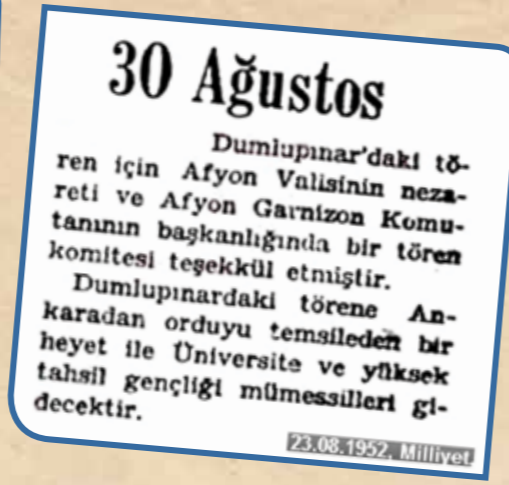 30 Ağustos
Dumlupınar'daki tö-
ren için Afyon Valisinin neza-
reti ve Afyon Garnizon Komu-
tanının başkanlığında bir tören
komitesi teşekkül etmiştir.
Dumlupınardaki törene An-
karadan orduyu temsileden bir
heyet ile Üniversite ve yüksek
tahsil gençliği mümessilleri gi-
decektir.
23.08.1952, Milliyet